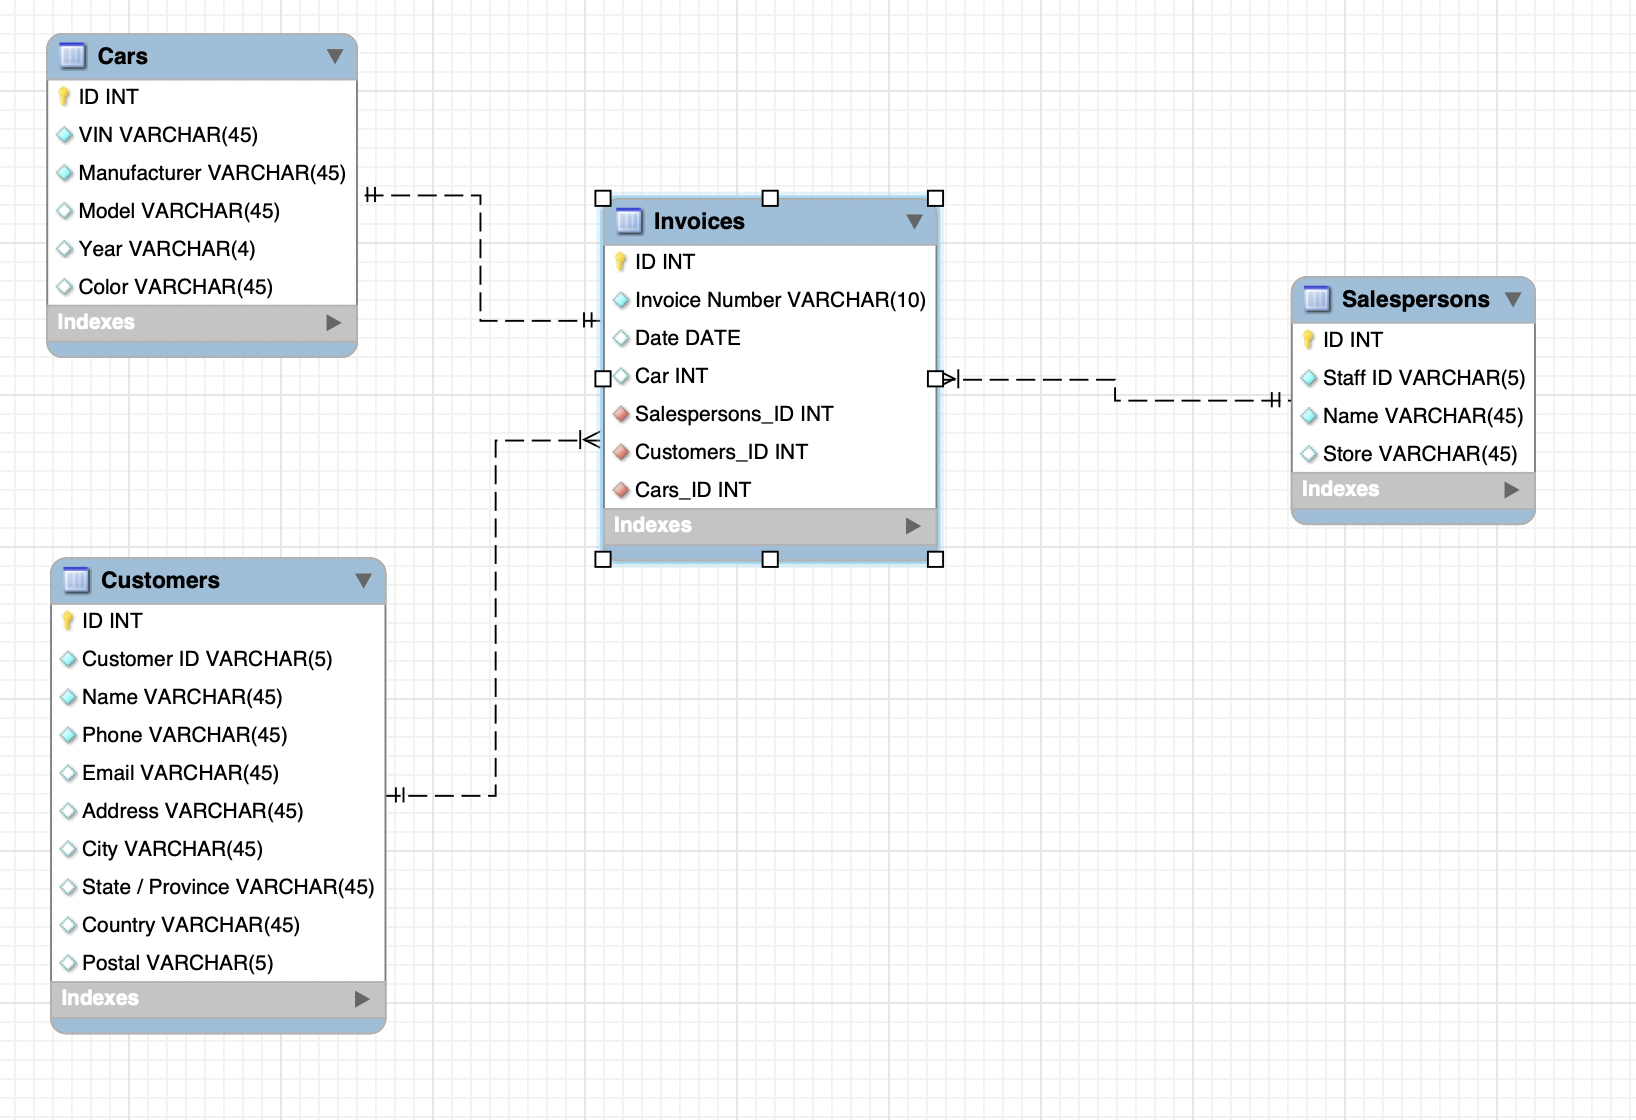 Cars
ID INT
VIN VARCHAR(45)
Manufacturer VARCHAR(45)
Model VARCHAR(45)
Year VARCHAR(4)
Color VARCHAR(45)
Indexes
Invoices
ID INT
Invoice Number VARCHAR(10)
Date DATE
Car INT
Salespersons_ID INT
Customers_ID INT
Cars_ID INT
Indexes
Salespersons
ID INT
Staff ID VARCHAR(5)
Name VARCHAR(45)
Store VARCHAR(45)
Indexes
Customers
ID INT
Customer ID VARCHAR(5)
Name VARCHAR(45)
Phone VARCHAR(45)
Email VARCHAR(45)
Address VARCHAR(45)
City VARCHAR(45)
State / Province VARCHAR(45)
Country VARCHAR(45)
Postal VARCHAR(5)
Indexes